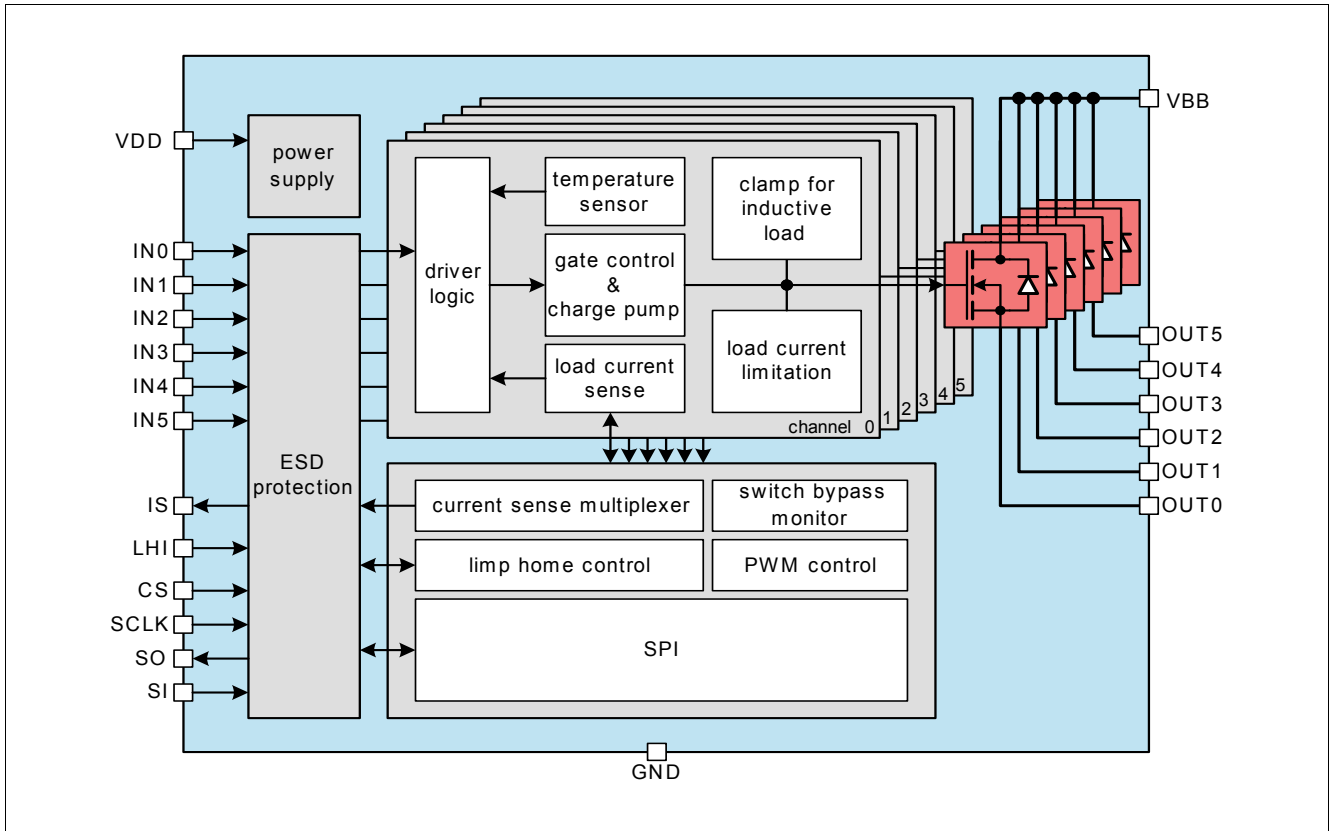 VBB
VDD
power
supply
temperature
sensor
clamp for
inductive
load
IN0
IN1
IN2
IN3
IN4
IN5
driver
logic
gate control
&
charge pump
load current
sense
load current
limitation
channel 0
1
2
3
4
5
OUT5
OUT4
OUT3
OUT2
OUT1
OUT0
ESD
protection
IS
LHI
CS
SCLK
SO
SI
current sense multiplexer
switch bypass
monitor
limp home control
PWM control
SPI
GND